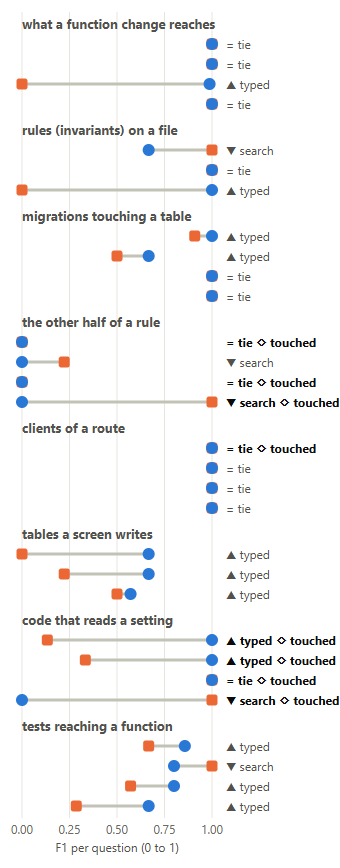 what a function change reaches
= tie
= tie
▲ typed
= tie
rules (invariants) on a file
▼ search
= tie
▲ typed
migrations touching a table
▲ typed
▲ typed
= tie
= tie
the other half of a rule
= tie ◇ touched
▼ search
= tie ◇ touched
▼ search ◇ touched
clients of a route
= tie ◇ touched
= tie
= tie
= tie
tables a screen writes
▲ typed
▲ typed
▲ typed
code that reads a setting
▲ typed ◇ touched
▲ typed ◇ touched
= tie ◇ touched
▼ search ◇ touched
tests reaching a function
▲ typed
▼ search
▲ typed
▲ typed
0.00 0.25 0.50 0.75 1.00
F1 per question (0 to 1)